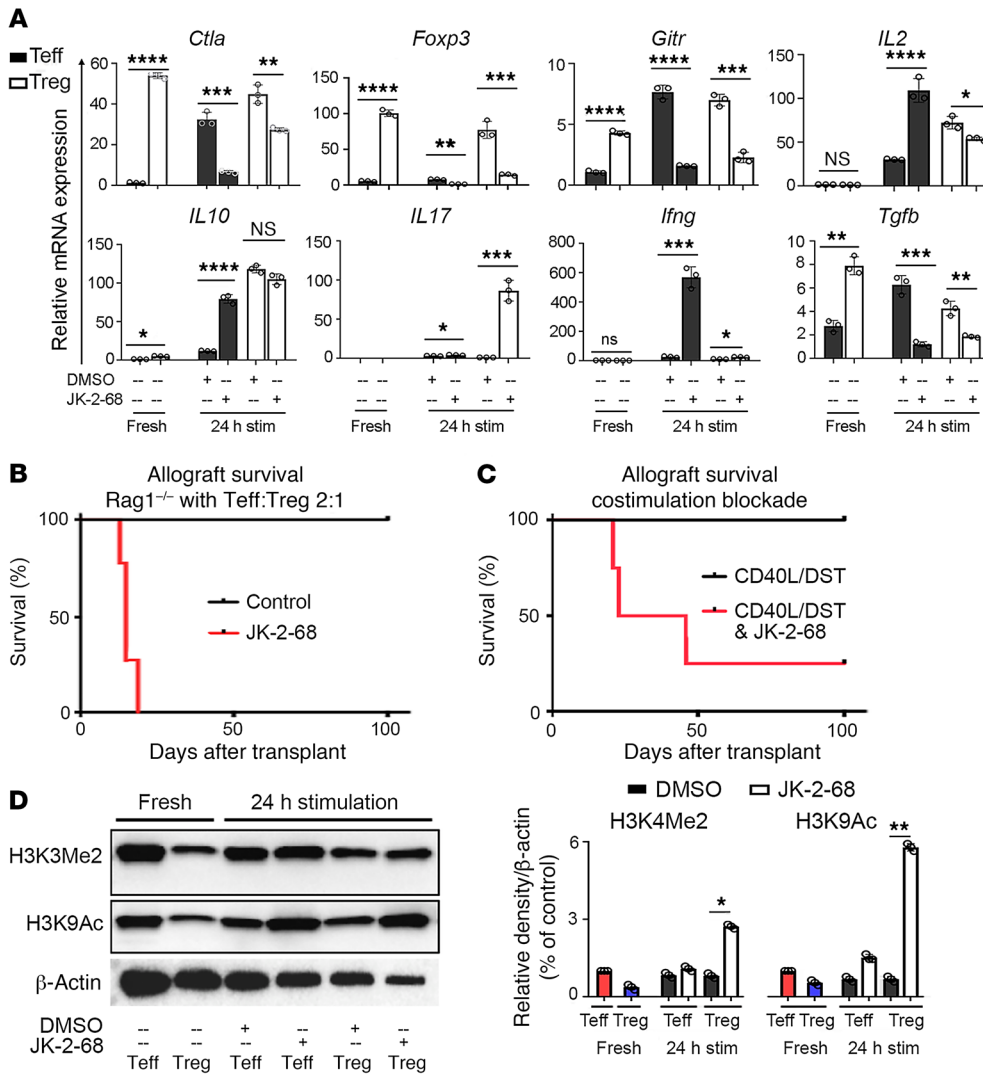 A
Teff
Treg
Relative mRNA expression
Ctla
Foxp3
Gitr
IL2
60
40
20
0
**** *** **
150
100
50
0
**** ** ***
10
5
0
**** **** ***
150
100
50
0
NS **** *
IL10
IL17
Ifng
Tgfb
150
100
50
0
* **** NS
150
100
50
0
* ***
800
600
400
200
0
ns *** *
10
8
6
4
2
0
** *** **
DMSO -- -- + -- + -- -- -- + -- + -- -- -- + -- + -- -- -- + -- + --
JK-2-68 -- -- -- + -- + -- -- -- + -- + -- -- -- + -- + -- -- -- + -- +
Fresh 24 h stim Fresh 24 h stim Fresh 24 h stim Fresh 24 h stim
B
Allograft survival
Rag1–/– with Teff:Treg 2:1
Survival (%)
100
50
0
Control
JK-2-68
0 50 100
Days after transplant
C
Allograft survival
costimulation blockade
Survival (%)
100
50
0
CD40L/DST
CD40L/DST
& JK-2-68
0 50 100
Days after transplant
D
Fresh 24 h stimulation
H3K3Me2
H3K9Ac
β-Actin
DMSO -- -- + -- + --
JK-2-68 -- -- -- + -- +
Teff Treg Teff Teff Treg Treg
DMSO JK-2-68
H3K4Me2 H3K9Ac
Relative density/β-actin
(% of control)
6
3
0
* **
Teff Treg Teff Treg Teff Treg Teff Treg
Fresh 24 h stim Fresh 24 h stim